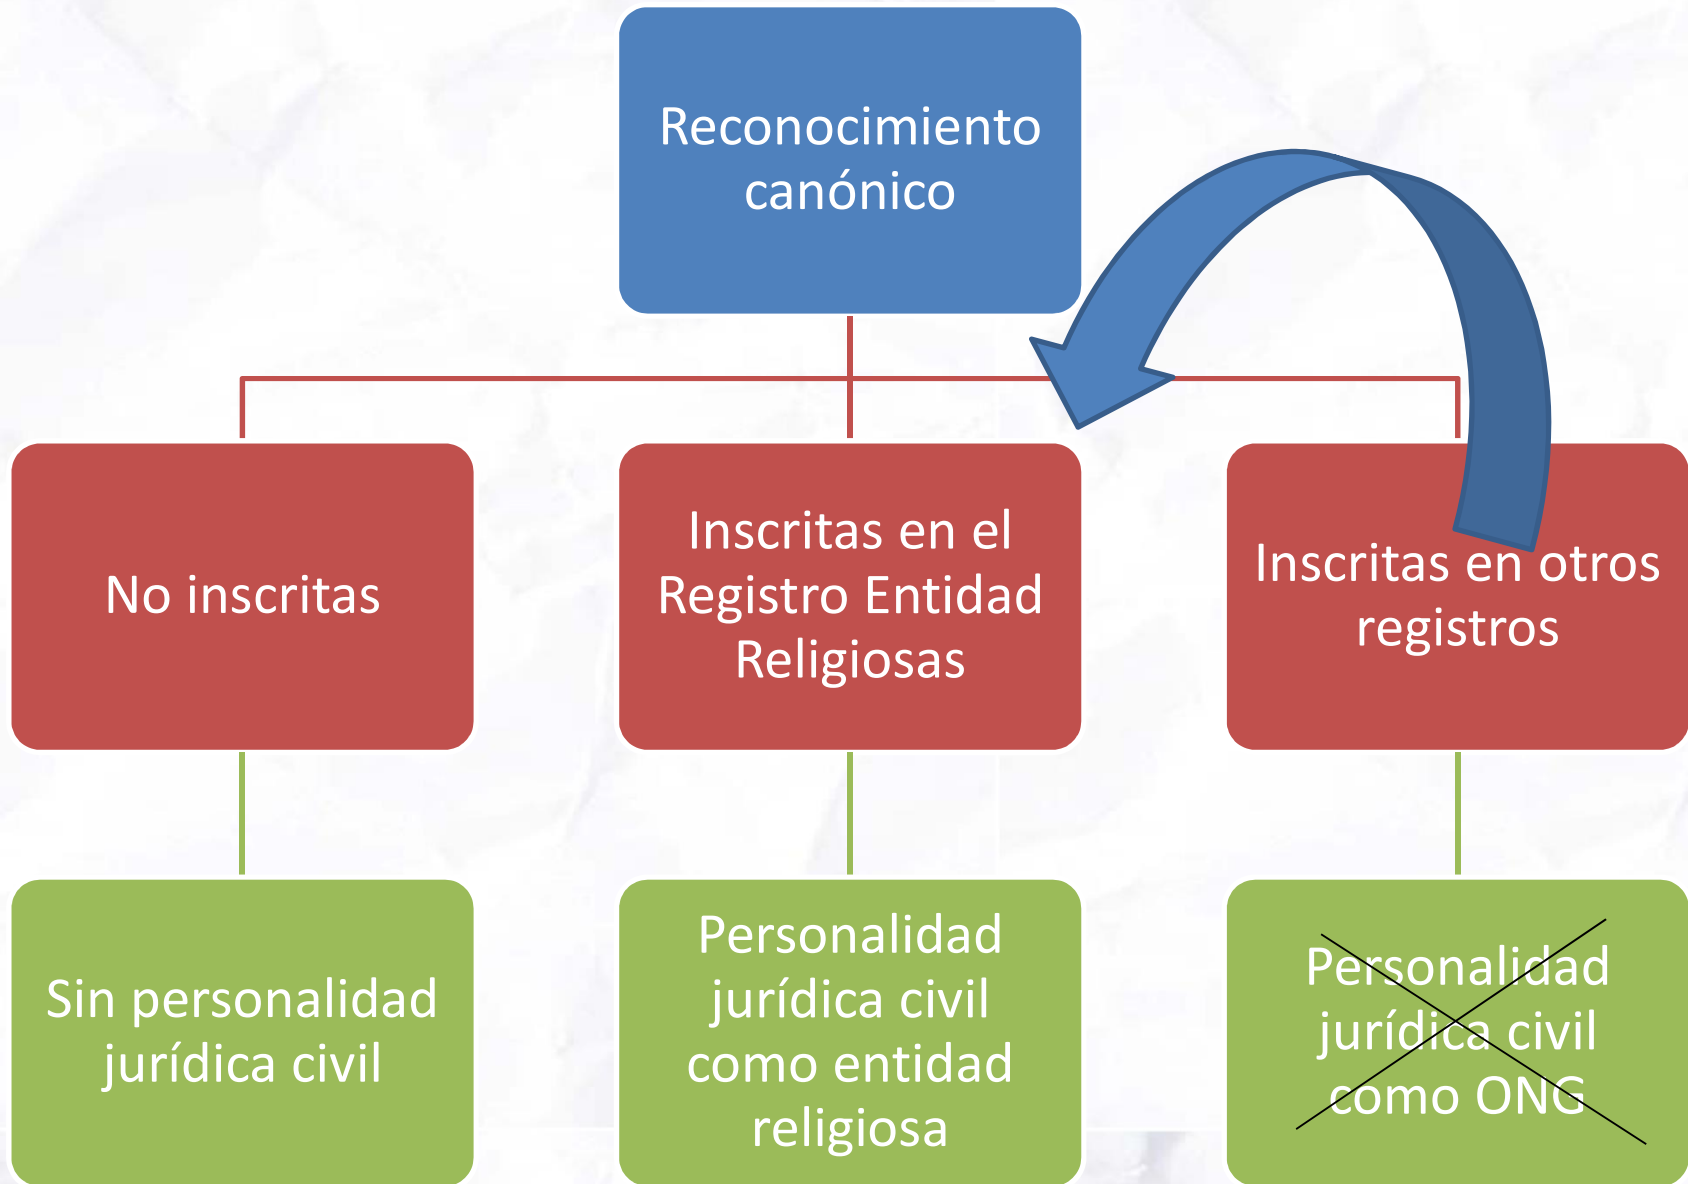 Reconocimiento
canónico
No inscritas
Inscritas en el
Registro Entidad
Religiosas
Inscritas en otros
registros
Sin personalidad
jurídica civil
Personalidad
jurídica civil
como entidad
religiosa
Personalidad
jurídica civil
como ONG